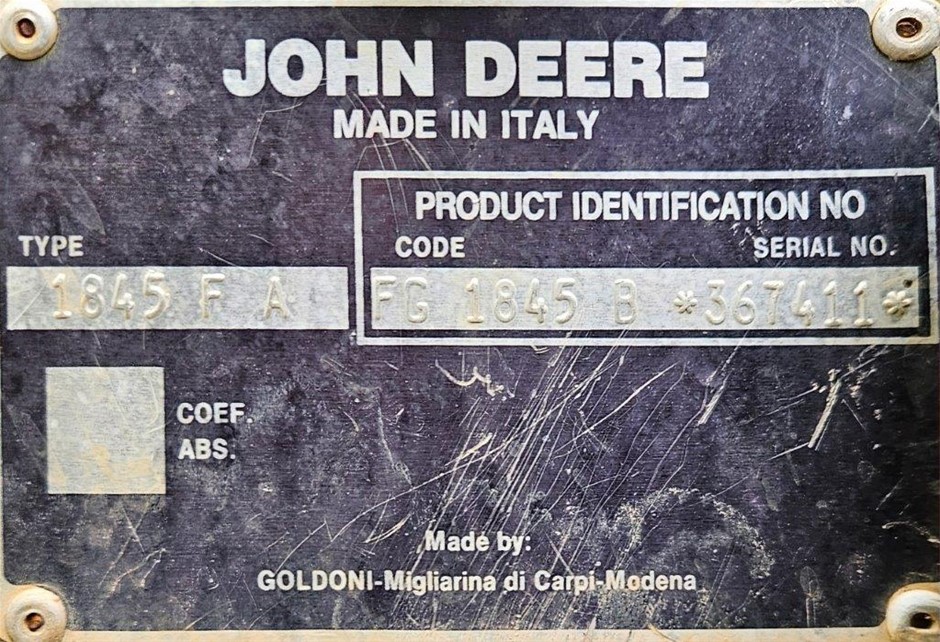 JOHN DEERE
MADE IN ITALY
PRODUCT IDENTIFICATION NO
TYPE CODE SERIAL NO.
1845 F A FG 1845 B *367411*
COEF.
ABS.
Made by:
GOLDONI-Migliarina di Carpi-Modena